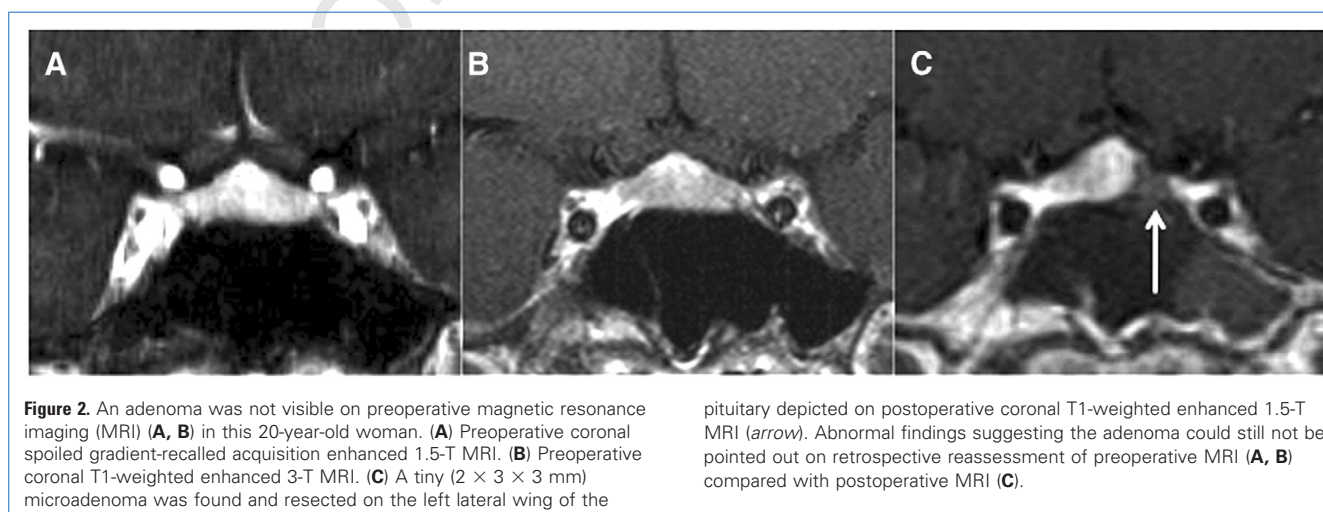 A
B
C
Figure 2. An adenoma was not visible on preoperative magnetic resonance
imaging (MRI) (A, B) in this 20-year-old woman. (A) Preoperative coronal
spoiled gradient-recalled acquisition enhanced 1.5-T MRI. (B) Preoperative
coronal T1-weighted enhanced 3-T MRI. (C) A tiny (2 × 3 × 3 mm)
microadenoma was found and resected on the left lateral wing of the
pituitary depicted on postoperative coronal T1-weighted enhanced 1.5-T
MRI (arrow). Abnormal findings suggesting the adenoma could still not be
pointed out on retrospective reassessment of preoperative MRI (A, B)
compared with postoperative MRI (C).